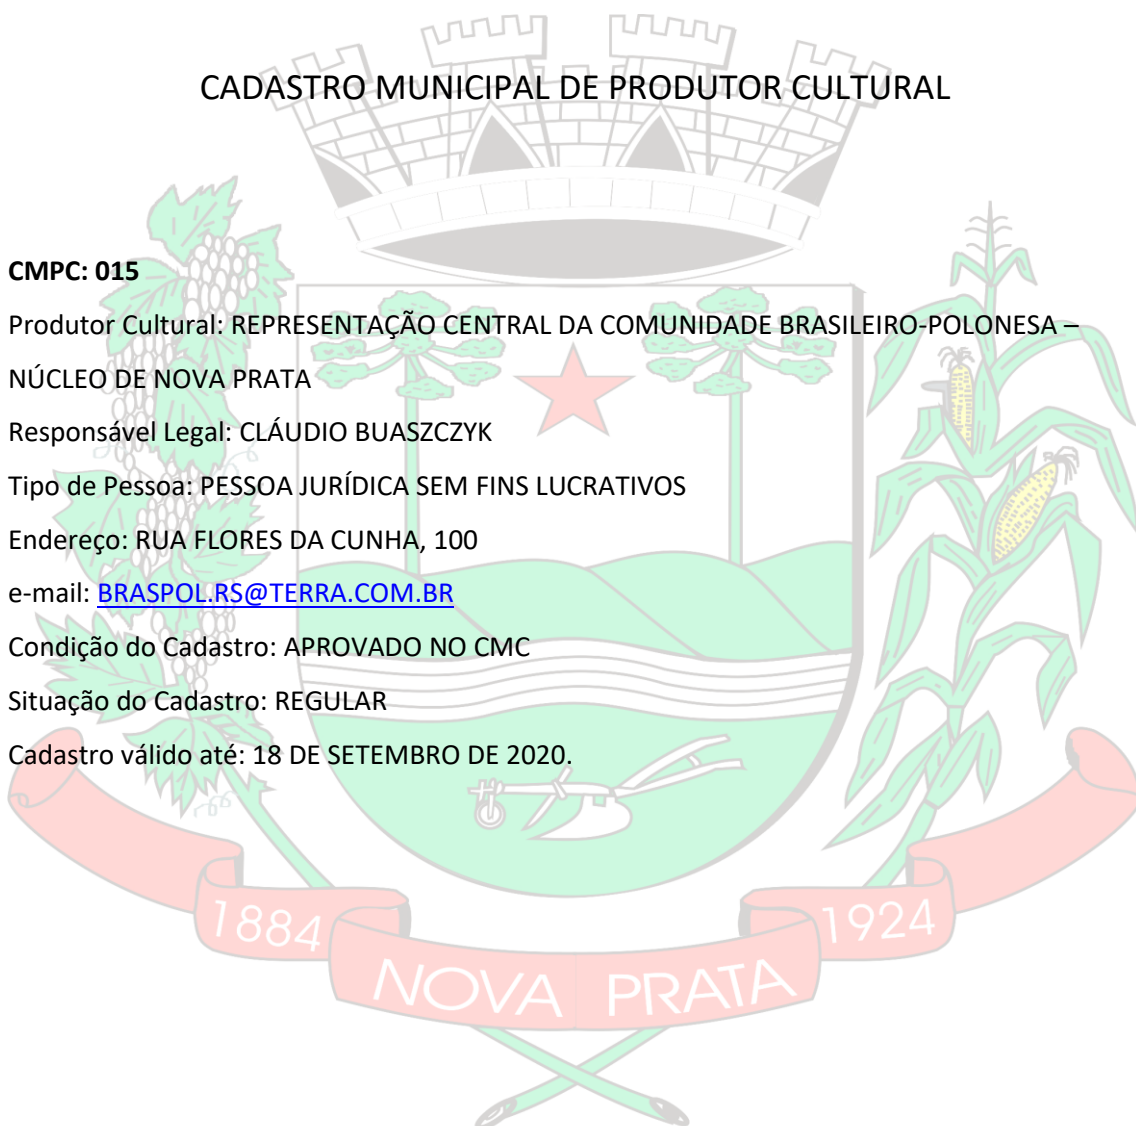 CADASTRO MUNICIPAL DE PRODUTOR CULTURAL
CMPC: 015
Produtor Cultural: REPRESENTAÇÃO CENTRAL DA COMUNIDADE BRASILEIRO-POLONESA –
NÚCLEO DE NOVA PRATA
Responsável Legal: CLÁUDIO BUASZCZYK
Tipo de Pessoa: PESSOA JURÍDICA SEM FINS LUCRATIVOS
Endereço: RUA FLORES DA CUNHA, 100
e-mail: BRASPOL.RS@TERRA.COM.BR
Condição do Cadastro: APROVADO NO CMC
Situação do Cadastro: REGULAR
Cadastro válido até: 18 DE SETEMBRO DE 2020.
1884
1924
NOVA PRATA